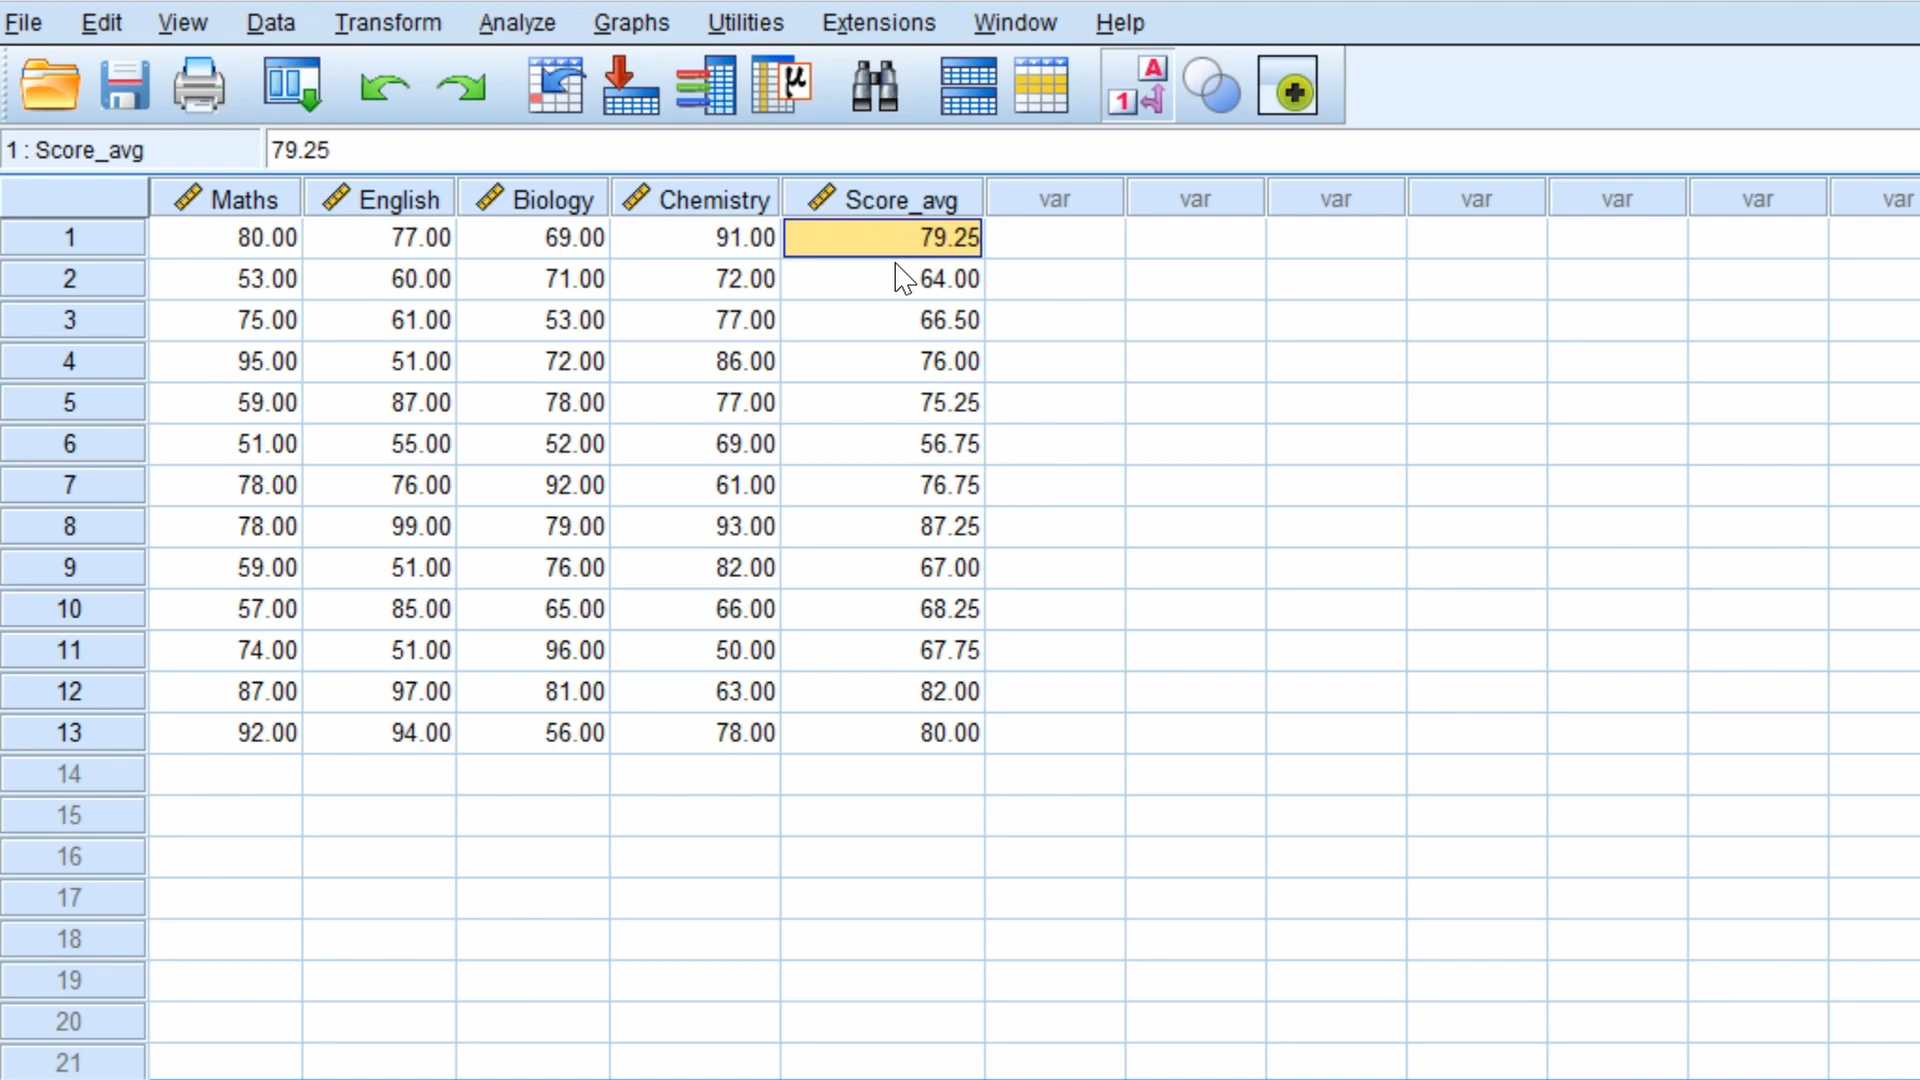 File Edit View Data Transform Analyze Graphs Utilities Extensions Window Help
μ A 1
1 : Score_avg 79.25
Maths English Biology Chemistry Score_avg var var var var var var var
1 80.00 77.00 69.00 91.00 79.25
2 53.00 60.00 71.00 72.00 64.00
3 75.00 61.00 53.00 77.00 66.50
4 95.00 51.00 72.00 86.00 76.00
5 59.00 87.00 78.00 77.00 75.25
6 51.00 55.00 52.00 69.00 56.75
7 78.00 76.00 92.00 61.00 76.75
8 78.00 99.00 79.00 93.00 87.25
9 59.00 51.00 76.00 82.00 67.00
10 57.00 85.00 65.00 66.00 68.25
11 74.00 51.00 96.00 50.00 67.75
12 87.00 97.00 81.00 63.00 82.00
13 92.00 94.00 56.00 78.00 80.00
14
15
16
17
18
19
20
21